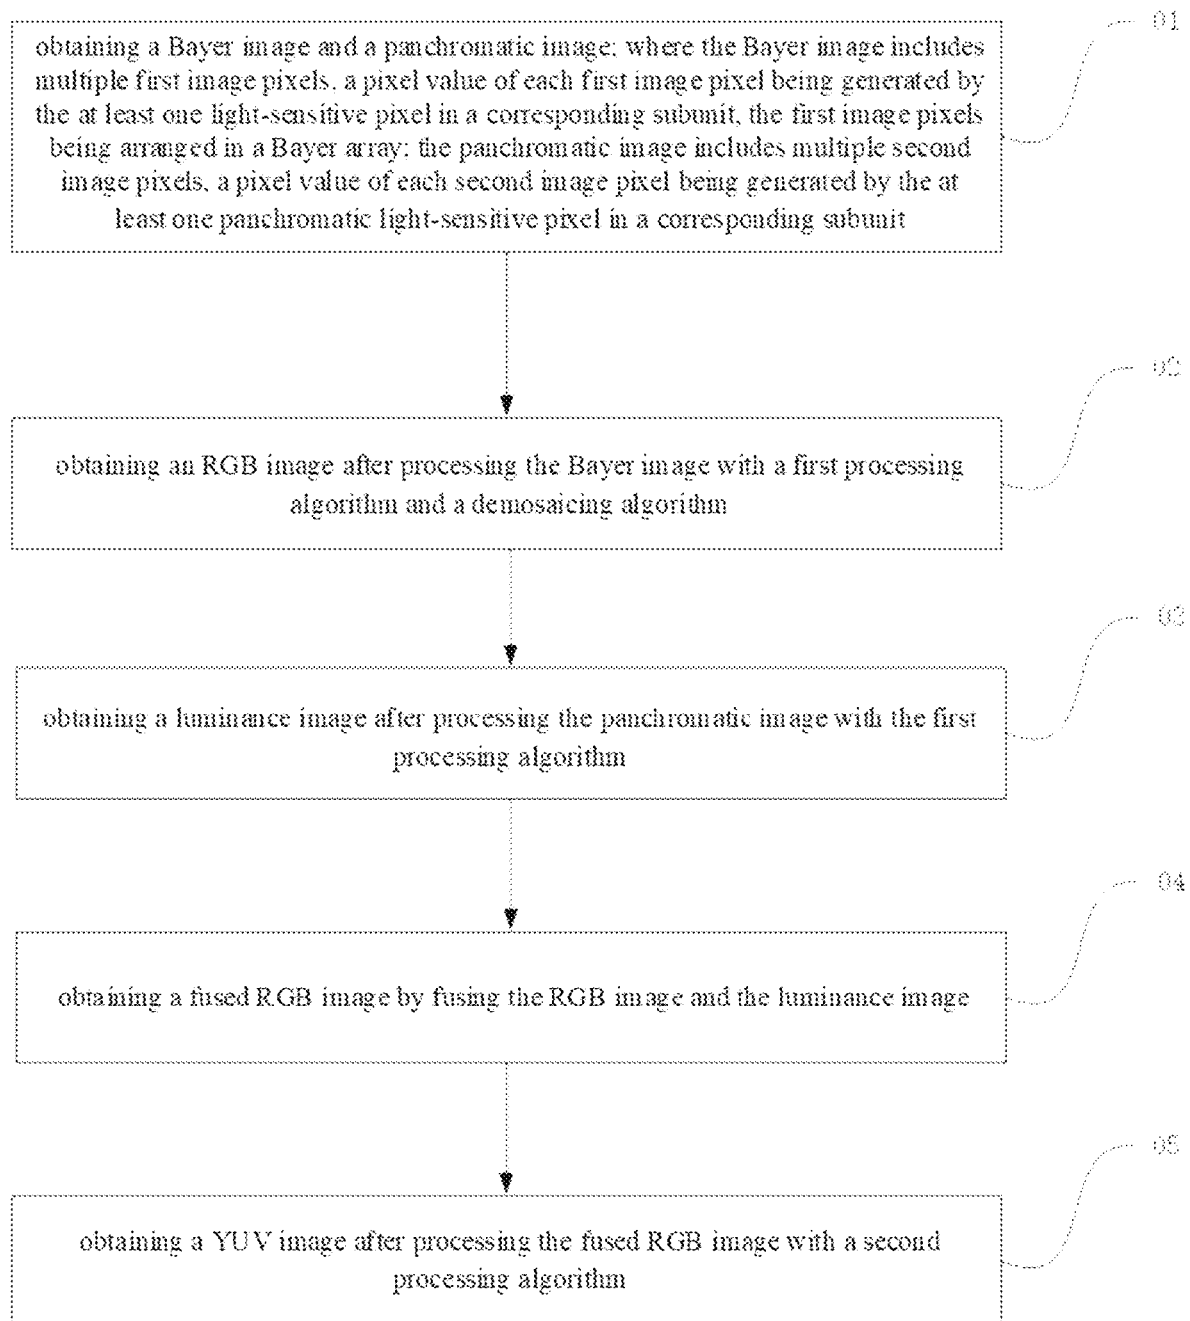 obtaining a Bayer image and a panchromatic image; where the Bayer image includes
multiple first image pixels, a pixel value of each first image pixel being generated by
the at least one light-sensitive pixel in a corresponding subunit, the first image pixels
being arranged in a Bayer array; the panchromatic image includes multiple second
image pixels, a pixel value of each second image pixel being generated by the at
least one panchromatic light-sensitive pixel in a corresponding subunit
01
obtaining an RGB image after processing the Bayer image with a first processing
algorithm and a demosaicing algorithm
02
obtaining a luminance image after processing the panchromatic image with the first
processing algorithm
03
obtaining a fused RGB image by fusing the RGB image and the luminance image
04
obtaining a YUV image after processing the fused RGB image with a second
processing algorithm
05